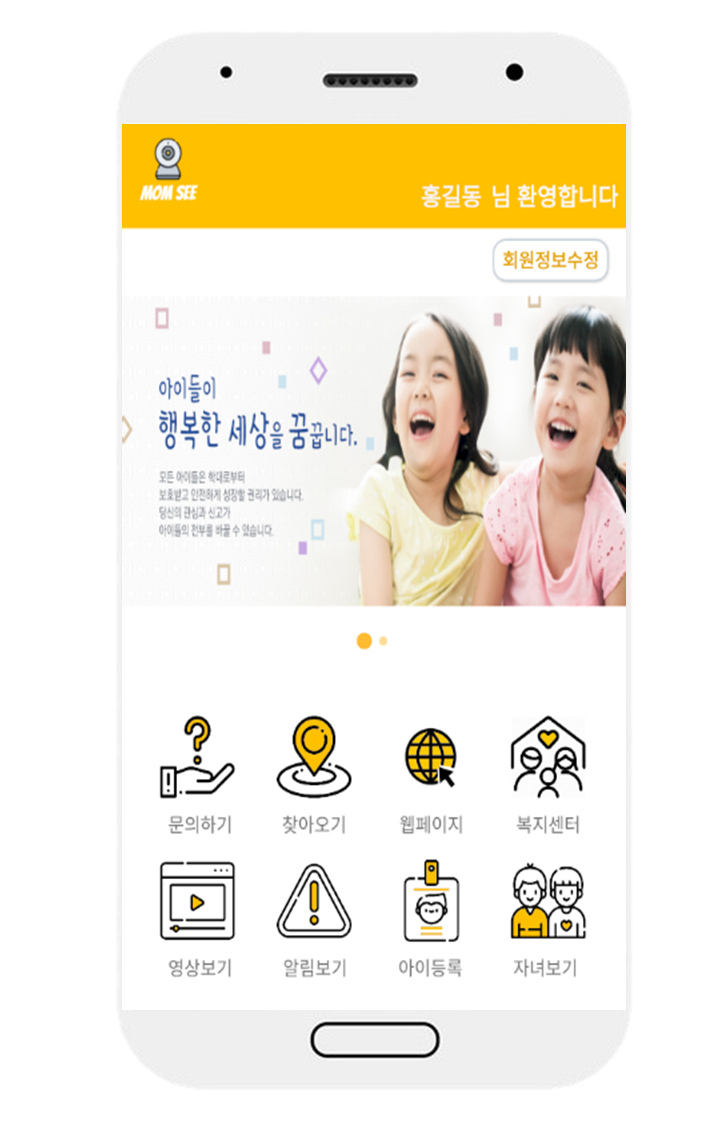 MOM SEE
홍길동 님 환영합니다
회원정보수정
아이들이
행복한 세상을 꿈꿉니다.
모든 아이들은 학대로부터
보호받고 안전하게 성장할 권리가 있습니다.
당신의 관심과 신고가
아이들의 전부를 바꿀 수 있습니다.
문의하기 찾아오기 웹페이지 복지센터
영상보기 알림보기 아이등록 자녀보기